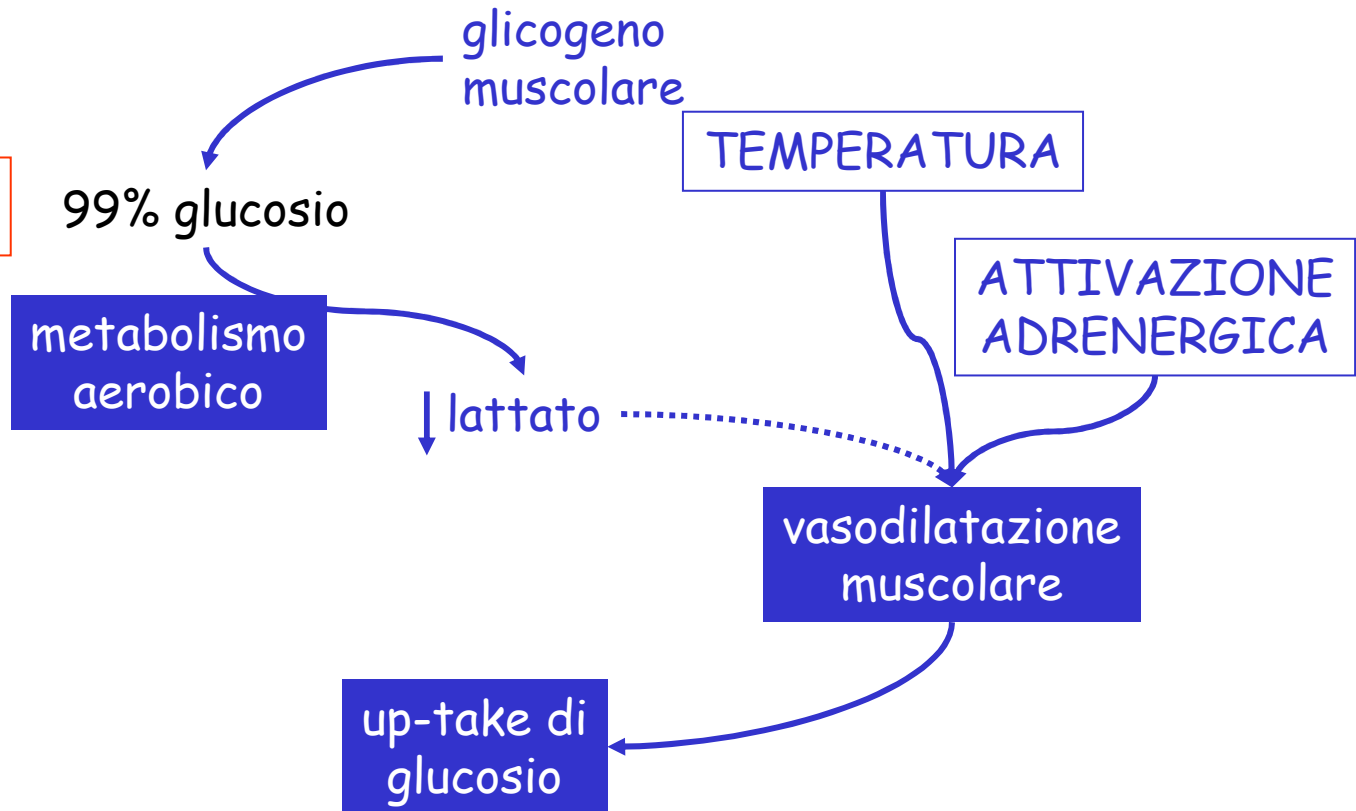 glicogeno
muscolare
TEMPERATURA
99% glucosio
ATTIVAZIONE
ADRENERGICA
metabolismo
aerobico
lattato
vasodilatazione
muscolare
up-take di
glucosio